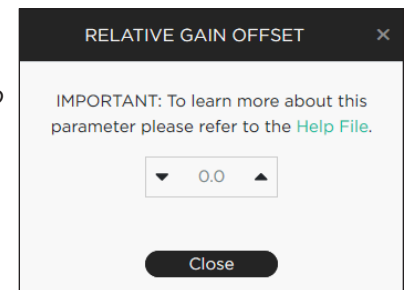 RELATIVE GAIN OFFSET ×
IMPORTANT: To learn more about this
parameter please refer to the Help File.
0.0
Close